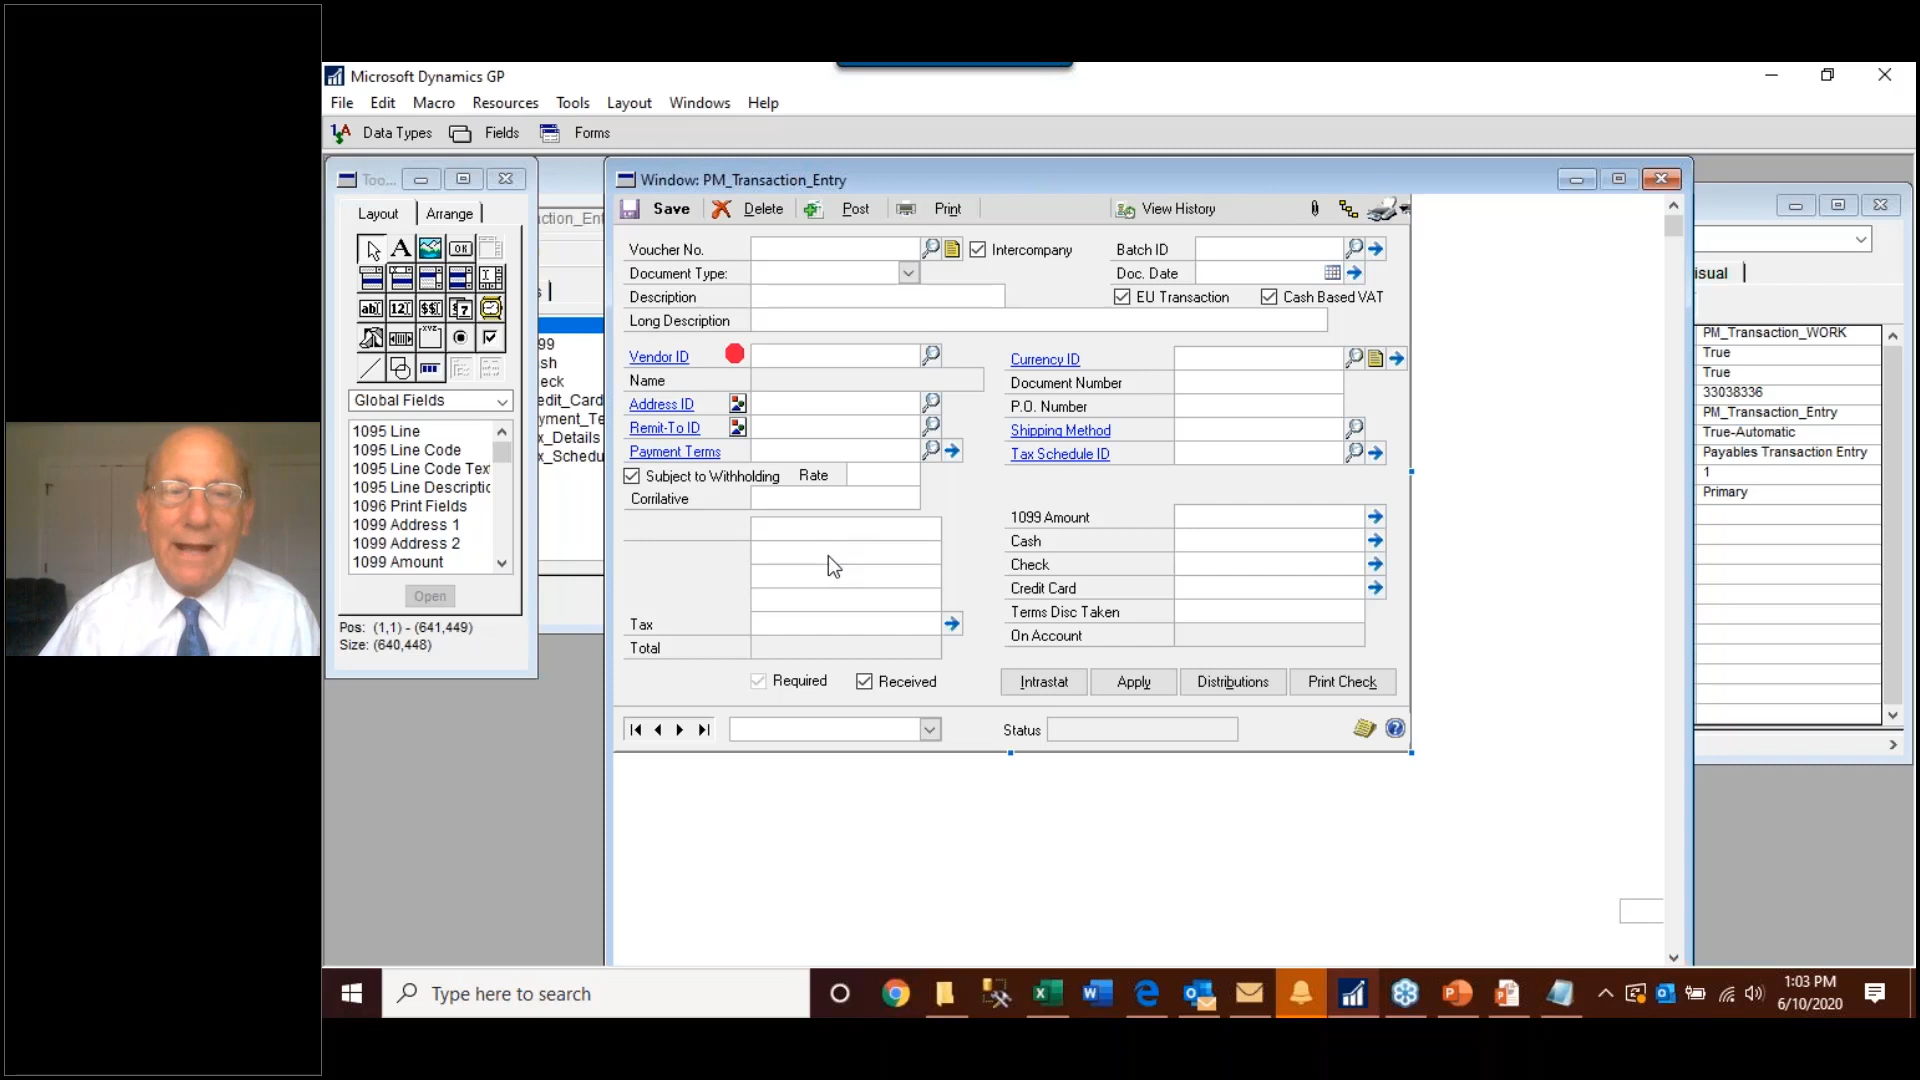 Microsoft Dynamics GP
File Edit Macro Resources Tools Layout Windows Help
Data Types Fields Forms
Too...
Layout Arrange
OK
Global Fields
1095 Line
1095 Line Code
1095 Line Code Tex
1095 Line Descriptic
1096 Print Fields
1099 Address 1
1099 Address 2
1099 Amount
Open
Pos: (1,1) - (641,449)
Size: (640,448)
Window: PM_Transaction_Entry
Save Delete Post Print View History
Voucher No. Intercompany Batch ID
Document Type: Doc. Date
Description EU Transaction Cash Based VAT
Long Description
Vendor ID Currency ID
Name Document Number
Address ID P.O. Number
Remit-To ID Shipping Method
Payment Terms Tax Schedule ID
Subject to Withholding Rate
Corrilative
1099 Amount
Cash
Check
Credit Card
Terms Disc Taken
Tax On Account
Total
Required Received Intrastat Apply Distributions Print Check
Status
isual
PM_Transaction_WORK
True
True
33038336
PM_Transaction_Entry
True-Automatic
Payables Transaction Entry
1
Primary
Type here to search
1:03 PM
6/10/2020